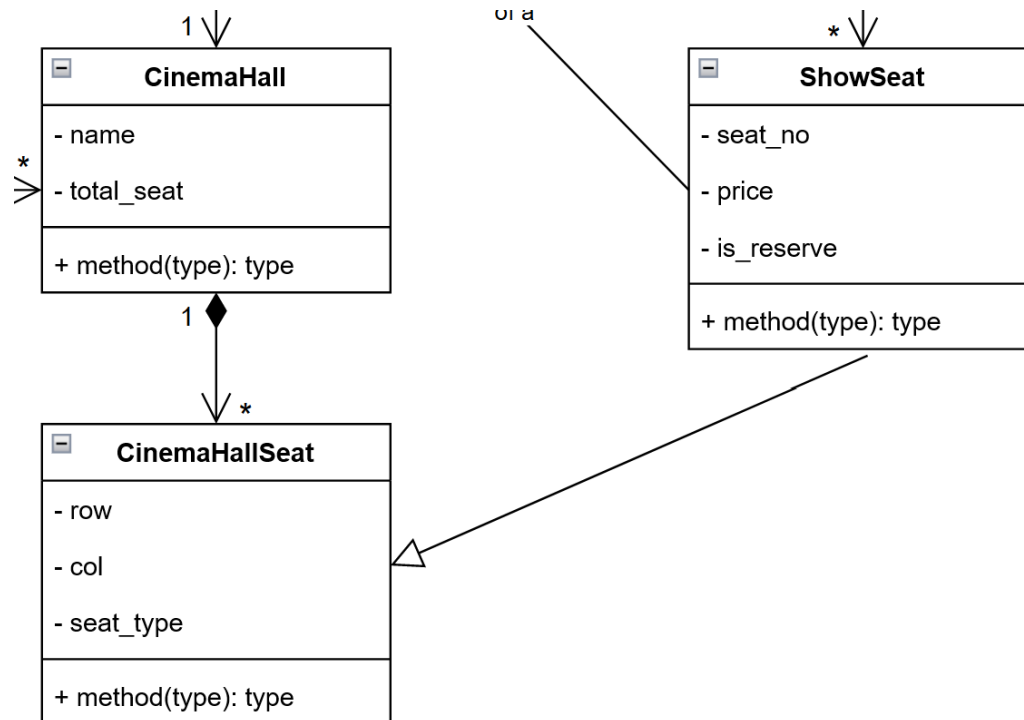 1
CinemaHall
- name
*
- total_seat
+ method(type): type
1
*
CinemaHallSeat
- row
- col
- seat_type
+ method(type): type
of a
*
ShowSeat
- seat_no
- price
- is_reserve
+ method(type): type